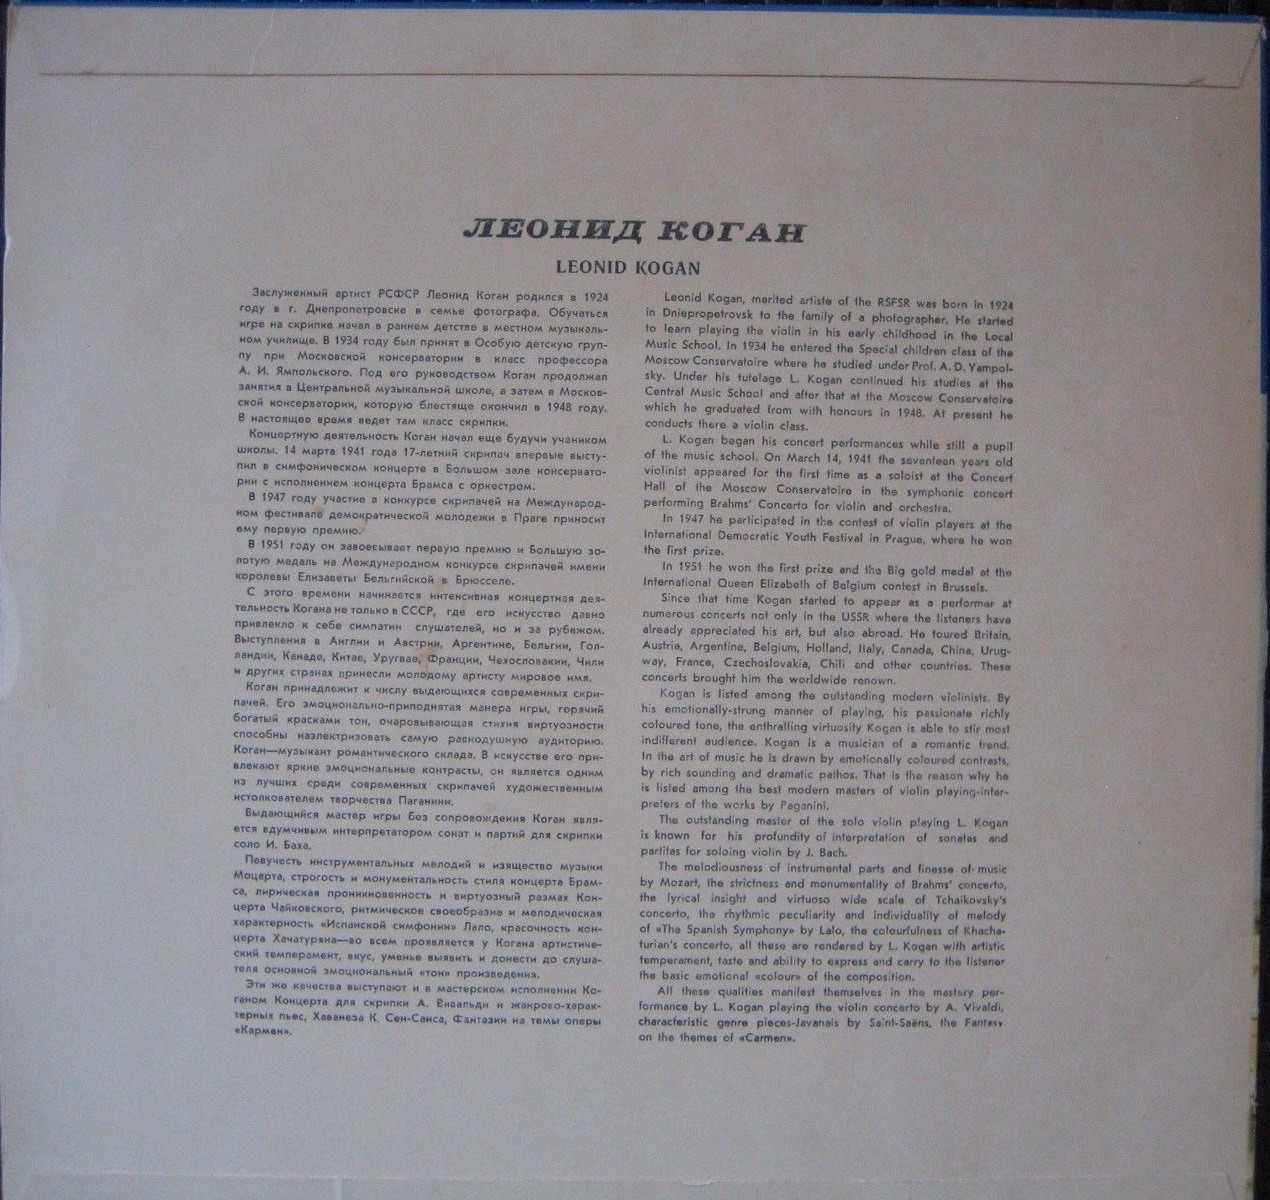 ЛЕОНИД КОГАН
LEONID KOGAN
Заслуженный артист РСФСР Леонид Коган родился в 1924
году в г. Днепропетровске в семье фотографа. Обучаться
игре на скрипке начал в раннем детстве в местном музыкаль-
ном училище. В 1934 году был принят в Особую детскую груп-
пу при Московской консерватории в класс профессора
А. И. Ямпольского. Под его руководством Коган продолжал
занятия в Центральной музыкальной школе, а затем в Москов-
ской консерватории, которую блестяще окончил в 1948 году.
В настоящее время ведет там класс скрипки.
Концертную деятельность Коган начал еще будучи учеником
школы. 14 марта 1941 года 17-летний скрипач впервые высту-
пил в симфоническом концерте в Большом зале консервато-
рии с исполнением концерта Брамса с оркестром.
В 1947 году участие в конкурсе скрипачей на Международ-
ном фестивале демократической молодежи в Праге приносит
ему первую премию.
В 1951 году он завоевывает первую премию и Большую зо-
лотую медаль на Международном конкурсе скрипачей имени
королевы Елизаветы Бельгийской в Брюсселе.
С этого времени начинается интенсивная концертная дея-
тельность Когана не только в СССР, где его искусство давно
привлекло к себе симпатии слушателей, но и за рубежом.
Выступления в Англии и Австрии, Аргентине, Бельгии, Гол-
ландии, Канаде, Китае, Уругвае, Франции, Чехословакии, Чили
и других странах принесли молодому артисту мировое имя.
Коган принадлежит к числу выдающихся современных скри-
пачей. Его эмоционально-приподнятая манера игры, горячий
богатый красками тон, очаровывающая стихия виртуозности
способны наэлектризовать самую равнодушную аудиторию.
Коган—музыкант романтического склада. В искусстве его при-
влекают яркие эмоциональные контрасты, он является одним
из лучших среди современных скрипачей художественным
истолкователем творчества Паганини.
Выдающийся мастер игры без сопровождения Коган явля-
ется вдумчивым интерпретатором сонат и партий для скрипки
соло И. Баха.
Певучесть инструментальных мелодий и изящество музыки
Моцарта, строгость и монументальность стиля концерта Брам-
са, лирическая проникновенность и виртуозный размах Кон-
церта Чайковского, ритмическое своеобразие и мелодическая
характерность «Испанской симфонии» Лало, красочность кон-
церта Хачатуряна—во всем проявляется у Когана артистиче-
ский темперамент, вкус, уменье выявить и донести до слуша-
теля основной эмоциональный «тон» произведения.
Эти же качества выступают и в мастерском исполнении Ко-
ганом Концерта для скрипки А. Вивальди и жанрово-харак-
терных пьес, Хаванеза К. Сен-Санса, Фантазии на темы оперы
«Кармен».
Leonid Kogan, merited artiste of the RSFSR was born in 1924
in Dniepropetrovsk to the family of a photographer. He started
to learn playing the violin in his early childhood in the Local
Music School. In 1934 he entered the Special children class of the
Moscow Conservatoire where he studied under Prof. A. D. Yampol-
sky. Under his tutelage L. Kogan continued his studies at the
Central Music School and after that at the Moscow Conservatoire
which he graduated from with honours in 1948. At present he
conducts there a violin class.
L. Kogan began his concert performances while still a pupil
of the music school. On March 14, 1941 the seventeen years old
violinist appeared for the first time as a soloist at the Concert
Hall of the Moscow Conservatoire in the symphonic concert
performing Brahms' Concerto for violin and orchestra.
In 1947 he participated in the contest of violin players at the
International Democratic Youth Festival in Prague, where he won
the first prize.
In 1951 he won the first prize and the Big gold medal at the
International Queen Elizabeth of Belgium contest in Brussels.
Since that time Kogan started to appear as a performer at
numerous concerts not only in the USSR where the listeners have
already appreciated his art, but also abroad. He toured Britain,
Austria, Argentine, Belgium, Holland, Italy, Canada, China, Urug-
way, France, Czechoslovakia, Chili and other countries. These
concerts brought him the worldwide renown.
Kogan is listed among the outstanding modern violinists. By
his emotionally-strung manner of playing, his passionate richly
coloured tone, the enthralling virtuosity Kogan is able to stir most
indifferent audience. Kogan is a musician of a romantic trend.
In the art of music he is drawn by emotionally coloured contrasts,
by rich sounding and dramatic pathos. That is the reason why he
is listed among the best modern masters of violin playing-inter-
preters of the works by Paganini.
The outstanding master of the solo violin playing L. Kogan
is known for his profundity of interpretation of sonatas and
partitas for soloing violin by J. Bach.
The melodiousness of instrumental parts and finesse of music
by Mozart, the strictness and monumentality of Brahms' concerto,
the lyrical insight and virtuoso wide scale of Tchaikovsky's
concerto, the rhythmic peculiarity and individuality of melody
of «The Spanish Symphony» by Lalo, the colourfulness of Khacha-
turian's concerto, all these are rendered by L. Kogan with artistic
temperament, taste and ability to express and carry to the listener
the basic emotional «colour» of the composition.
All these qualities manifest themselves in the mastery per-
formance by L. Kogan playing the violin concerto by A. Vivaldi,
characteristic genre pieces-Javanais by Saint-Saëns, the Fantasy
on the themes of «Carmen».